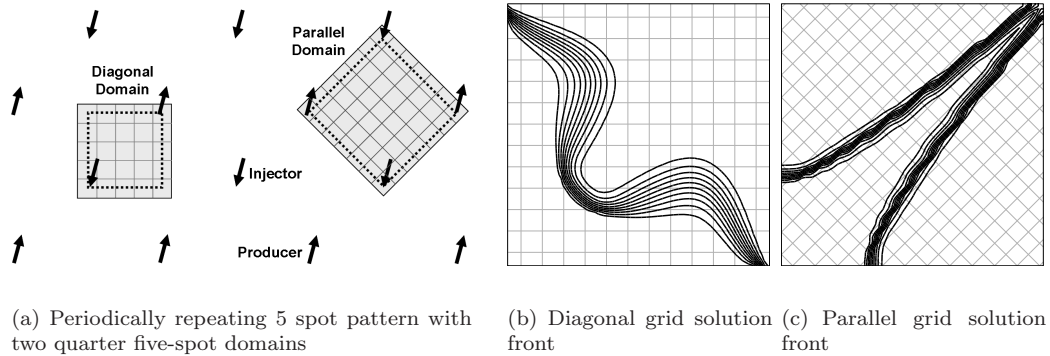 Parallel
Domain
Diagonal
Domain
Injector
Producer
(a) Periodically repeating 5 spot pattern with
two quarter five-spot domains
(b) Diagonal grid solution
front
(c) Parallel grid solution
front